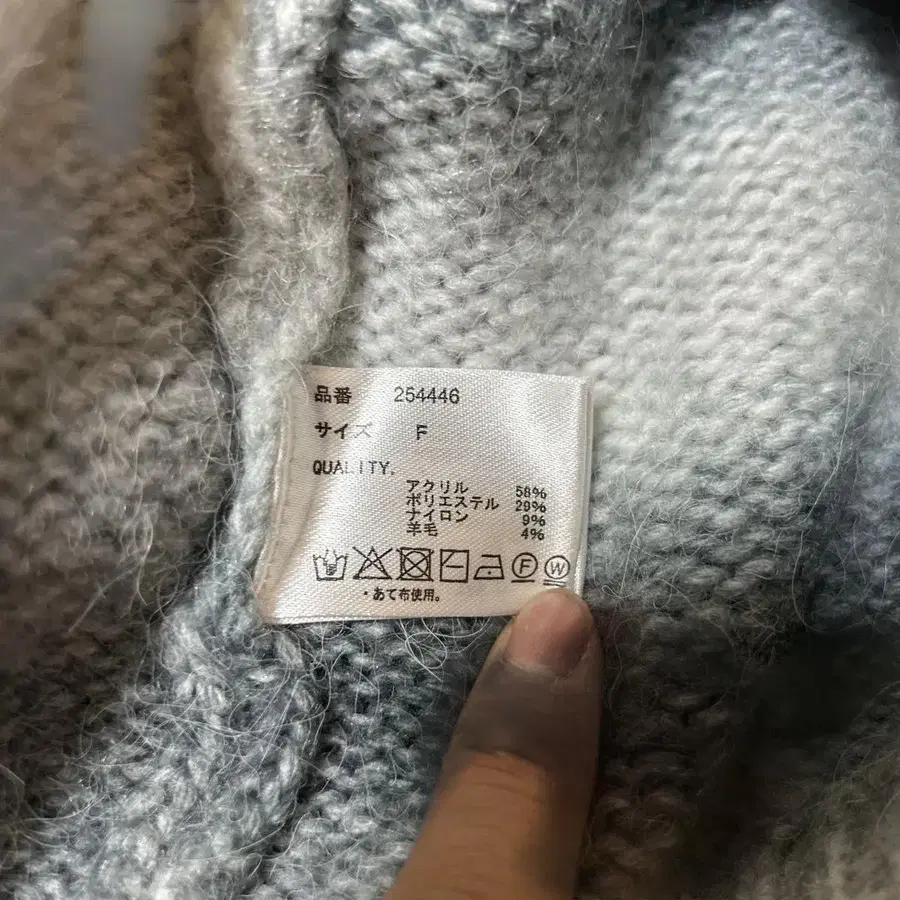 品番 254446
サイズ F
QUALITY.
アクリル 58%
ポリエステル 29%
ナイロン 9%
羊毛 4%
F W
・あて布使用。